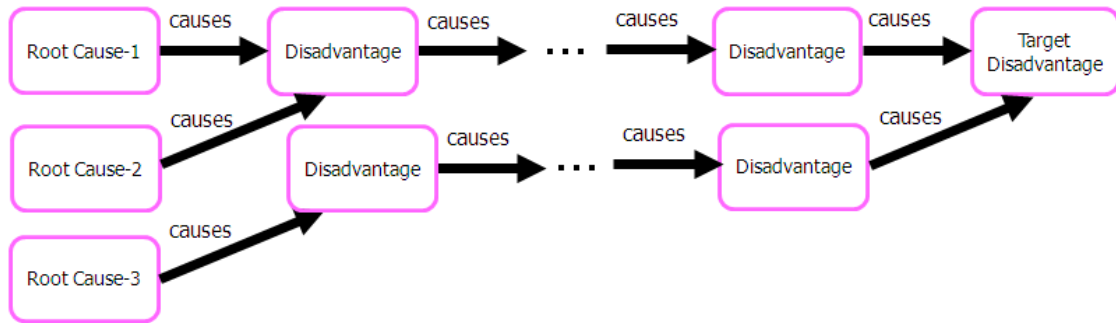 causes causes causes causes
Root Cause-1 Disadvantage ... Disadvantage Target
Disadvantage
causes causes causes causes
Root Cause-2 Disadvantage ... Disadvantage
causes
Root Cause-3